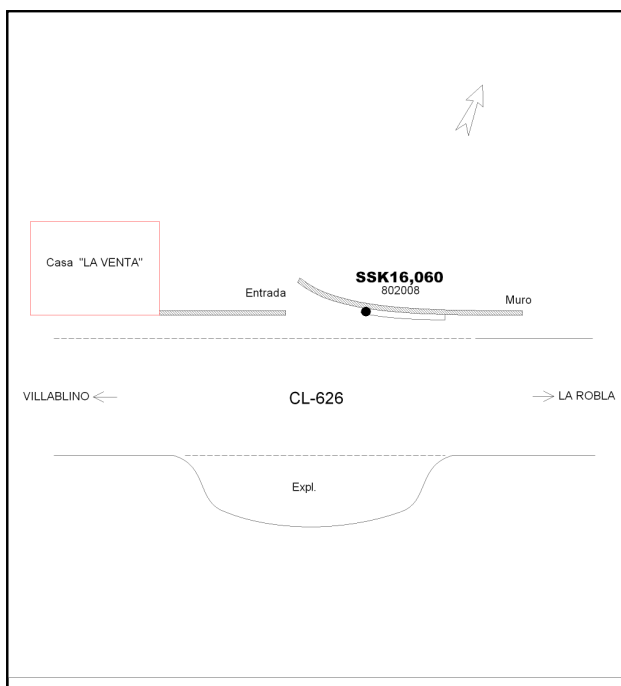 Casa "LA VENTA"
Entrada
SSK16,060
802008
Muro
VILLABLINO
CL-626
LA ROBLA
Expl.